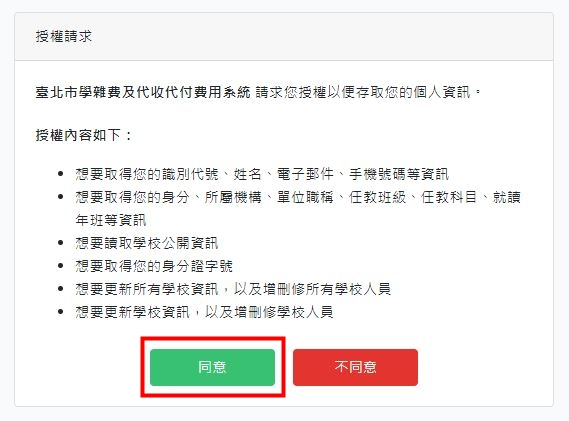 授權請求
臺北市學雜費及代收代付費用系統 請求您授權以便存取您的個人資訊。
授權內容如下：
想要取得您的識別代號、姓名、電子郵件、手機號碼等資訊
想要取得您的身分、所屬機構、單位職稱、任教班級、任教科目、就讀
年班等資訊
想要讀取學校公開資訊
想要取得您的身分證字號
想要更新所有學校資訊，以及增刪修所有學校人員
想要更新學校資訊，以及增刪修學校人員
同意
不同意